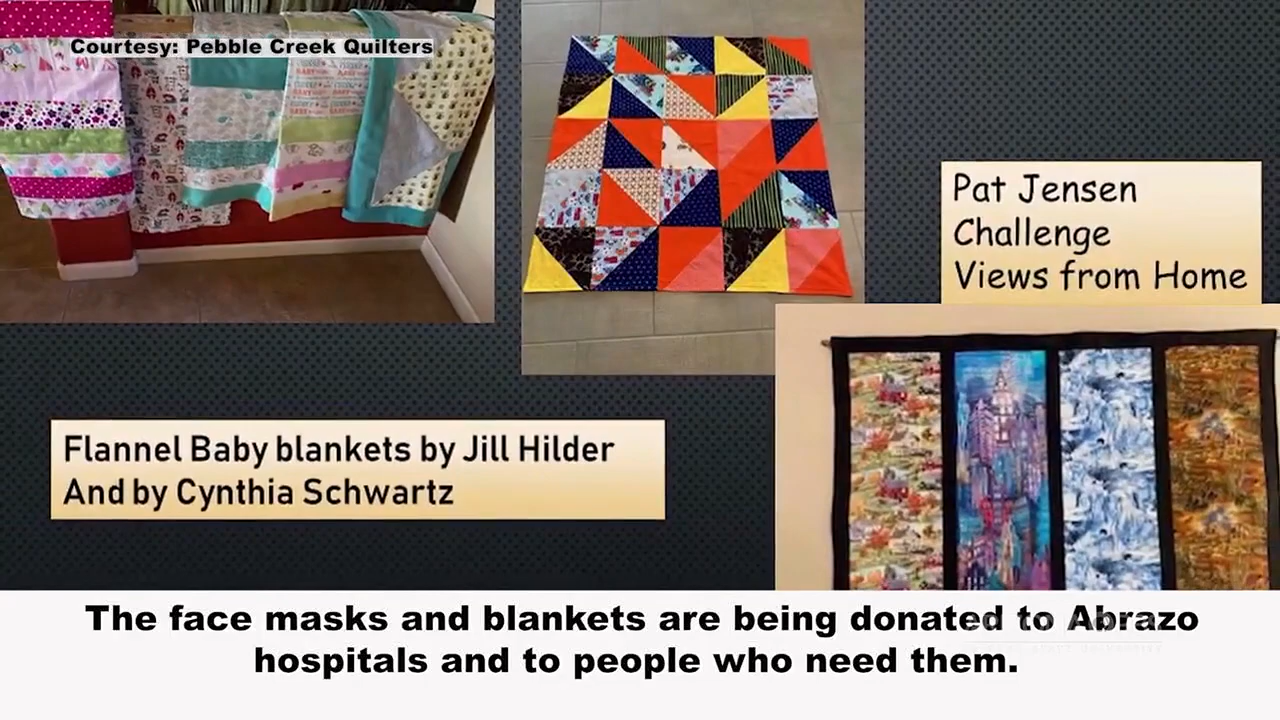 Courtesy: Pebble Creek Quilters
Pat Jensen
Challenge
Views from Home
Flannel Baby blankets by Jill Hilder
And by Cynthia Schwartz
The face masks and blankets are being donated to Abrazo
hospitals and to people who need them.